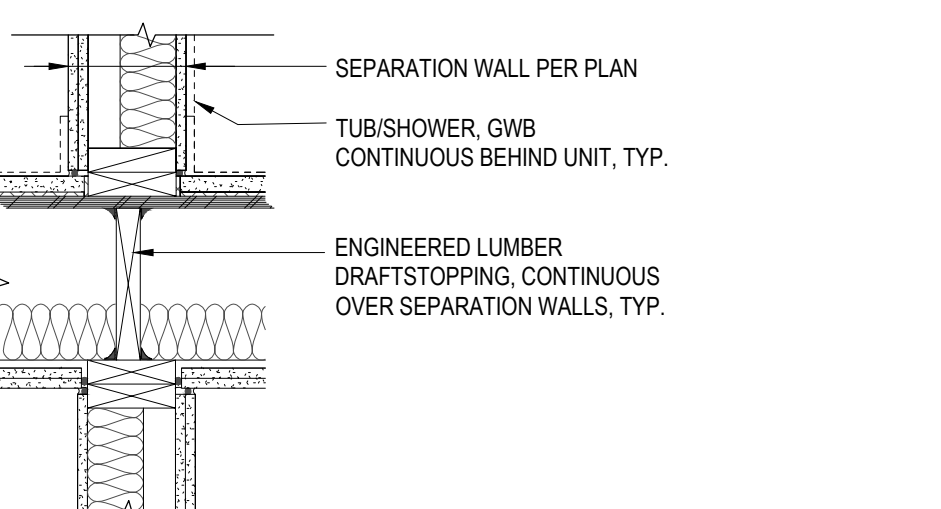 SEPARATION WALL PER PLAN
TUB/SHOWER, GWB
CONTINUOUS BEHIND UNIT, TYP.
ENGINEERED LUMBER
DRAFTSTOPPING, CONTINUOUS
OVER SEPARATION WALLS, TYP.